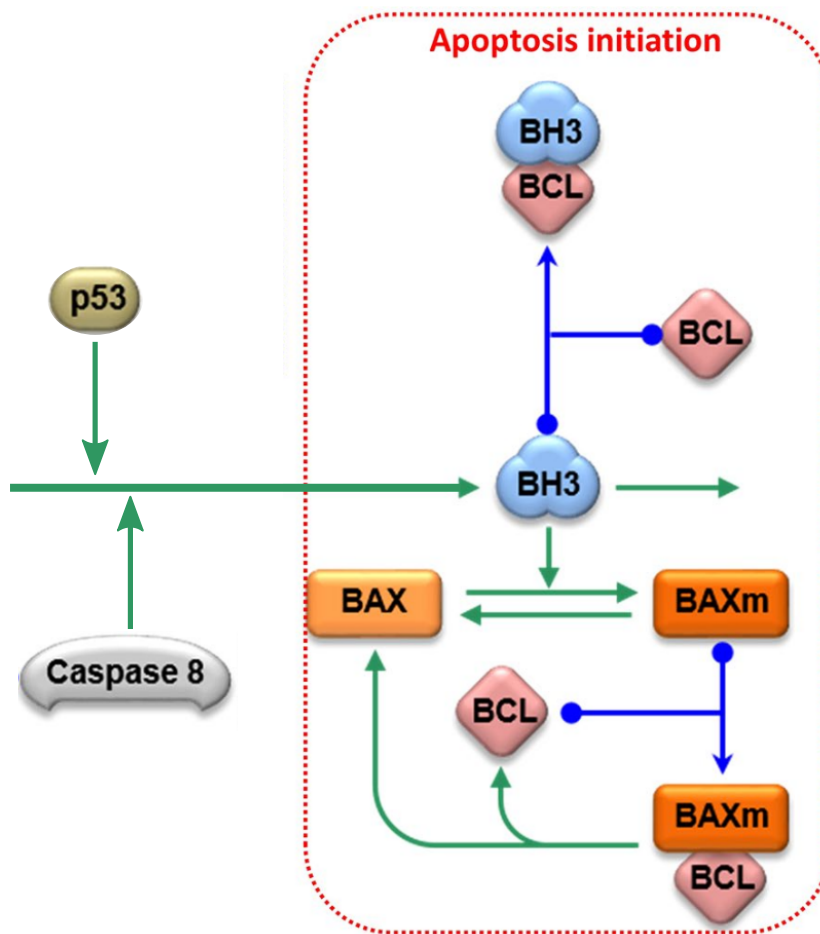 Apoptosis initiation
BH3
BCL
p53
BCL
BH3
BAX
BAXm
Caspase 8
BCL
BAXm
BCL